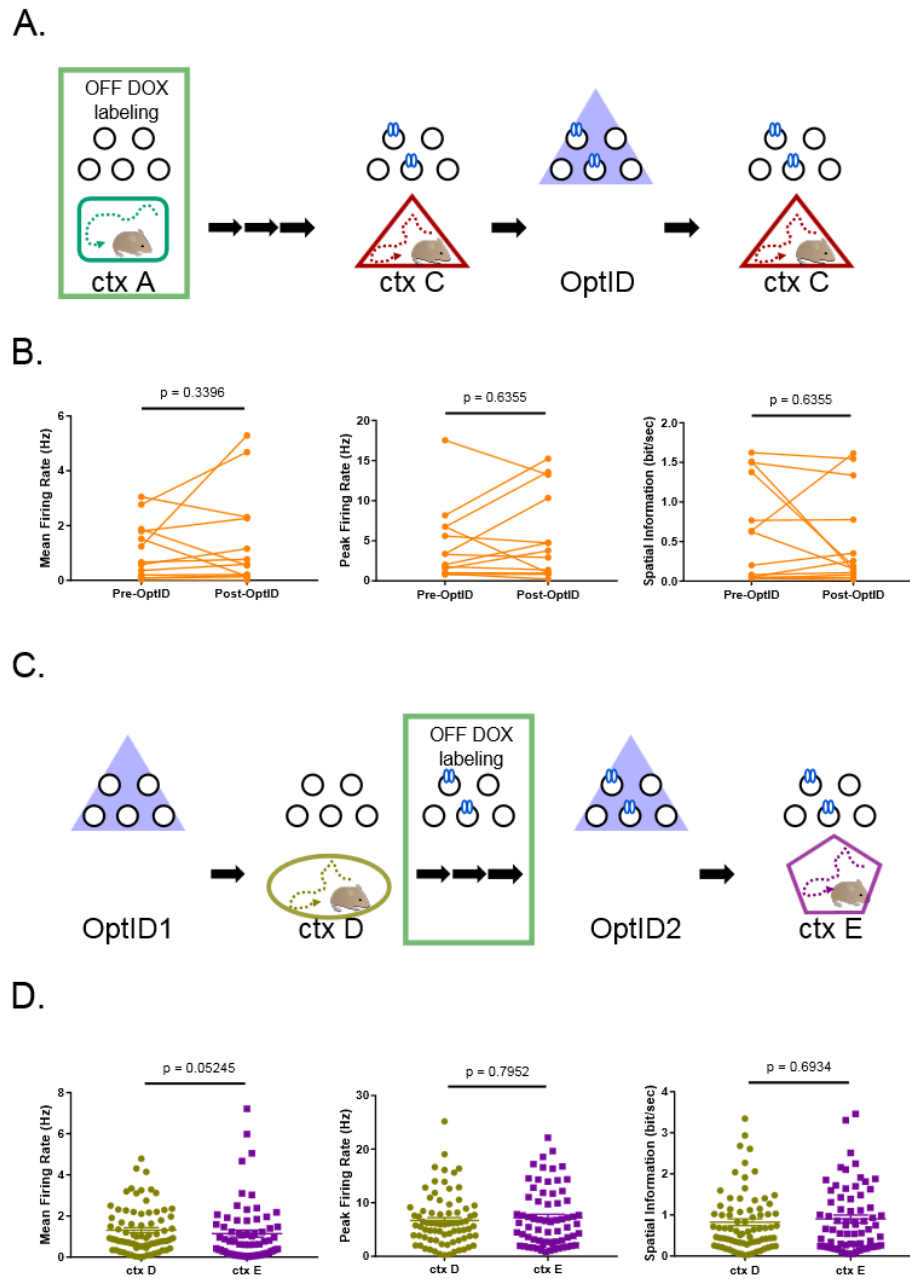 A.
OFF DOX
labeling
ctx A
ctx C
OptID
ctx C
B.
p = 0.3396
p = 0.6355
p = 0.6355
Mean Firing Rate (Hz)
6
4
2
0
Pre-OptID
Post-OptID
Peak Firing Rate (Hz)
20
15
10
5
0
Pre-OptID
Post-OptID
Spatial Information (bit/sec)
2.0
1.5
1.0
0.5
0.0
Pre-OptID
Post-OptID
C.
OFF DOX
labeling
OptID1
ctx D
OptID2
ctx E
D.
p = 0.05245
p = 0.7952
p = 0.6934
Mean Firing Rate (Hz)
8
6
4
2
0
ctx D
ctx E
Peak Firing Rate (Hz)
30
20
10
0
ctx D
ctx E
Spatial Information (bit/sec)
4
3
2
1
0
ctx D
ctx E